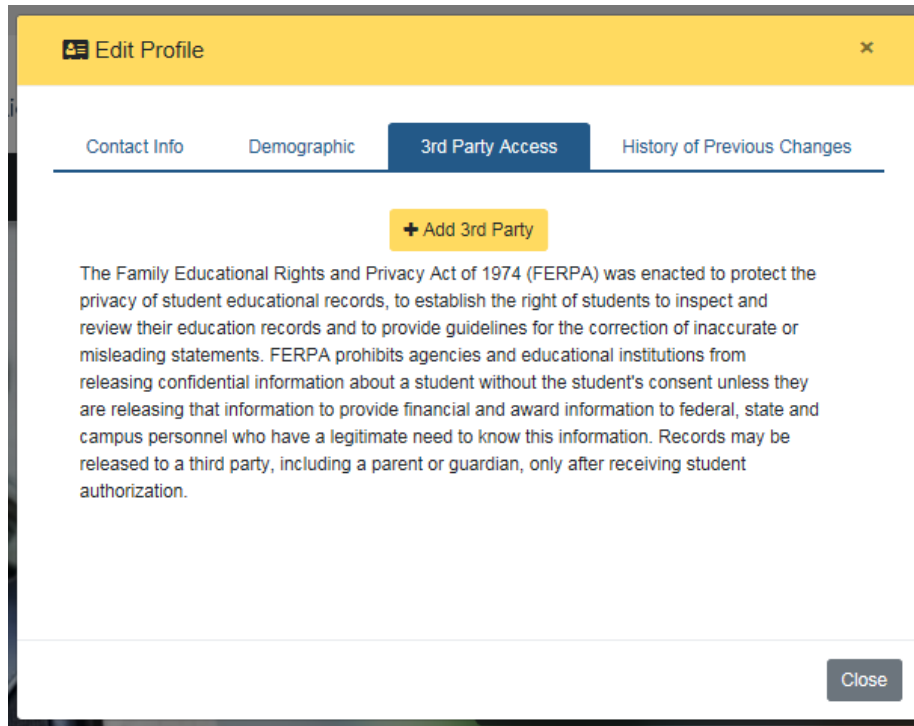 Edit Profile
×
Contact Info Demographic 3rd Party Access History of Previous Changes
+ Add 3rd Party
The Family Educational Rights and Privacy Act of 1974 (FERPA) was enacted to protect the
privacy of student educational records, to establish the right of students to inspect and
review their education records and to provide guidelines for the correction of inaccurate or
misleading statements. FERPA prohibits agencies and educational institutions from
releasing confidential information about a student without the student's consent unless they
are releasing that information to provide financial and award information to federal, state and
campus personnel who have a legitimate need to know this information. Records may be
released to a third party, including a parent or guardian, only after receiving student
authorization.
Close